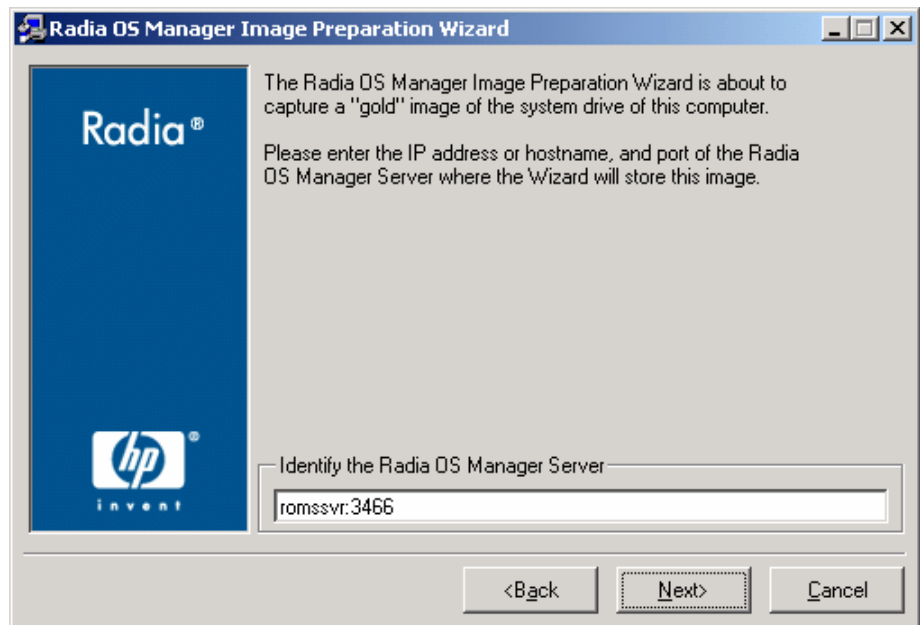 Radia OS Manager Image Preparation Wizard
Radia®
The Radia OS Manager Image Preparation Wizard is about to
capture a "gold" image of the system drive of this computer.
Please enter the IP address or hostname, and port of the Radia
OS Manager Server where the Wizard will store this image.
hp®
invent
Identify the Radia OS Manager Server
romssvr:3466
<Back
Next>
Cancel